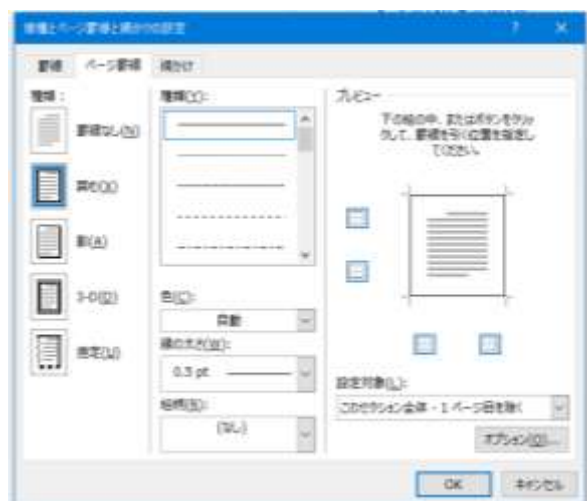 線種とページ罫線と網かけの設定
? ×
罫線 ページ罫線 網かけ
種類:
罫線なし(N)
囲む(X)
影(A)
3-D(D)
指定(U)
種類(Y):
色(C):
自動
線の太さ(W):
0.5 pt
絵柄(R):
(なし)
プレビュー
下の絵の中、またはボタンをクリッ
クして、罫線を引く位置を指定し
てください。
設定対象(L):
このセクション全体 - 1 ページ目を除く
オプション(O)...
OK キャンセル